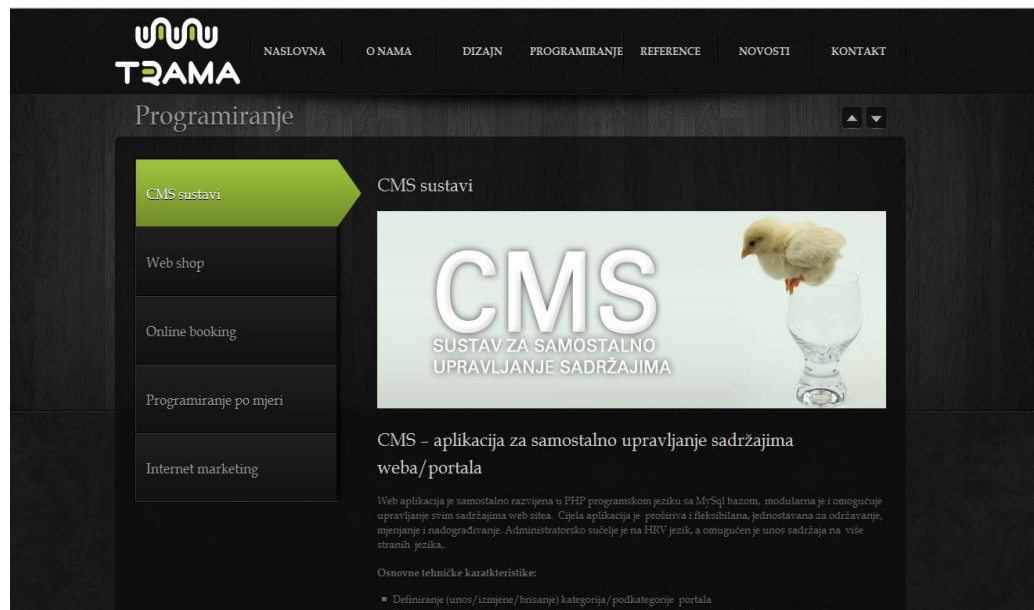 TRAMA
NASLOVNA
O NAMA
DIZAJN
PROGRAMIRANJE
REFERENCE
NOVOSTI
KONTAKT
Programiranje
CMS sustavi
Web shop
Online booking
Programiranje po mjeri
Internet marketing
CMS sustavi
CMS
SUSTAV ZA SAMOSTALNO
UPRAVLJANJE SADRŽAJIMA
CMS – aplikacija za samostalno upravljanje sadržajima
weba/portala
Web aplikacija je samostalno razvijena u PHP programskom jeziku sa MySql bazom, modularna je i omogućuje
upravljanje svim sadržajima web sitea. Cijela aplikacija je proširiva i fleksibilana, jednostavana za održavanje,
mjenjanje i nadograđivanje. Administratorsko sučelje je na HRV jezik, a omugućen je unos sadržaja na više
stranih jezika,.
Osnovne tehničke karatkteristike:
Definiranje (unos/izmjene/brisanje) kategorija/podkategorije portala